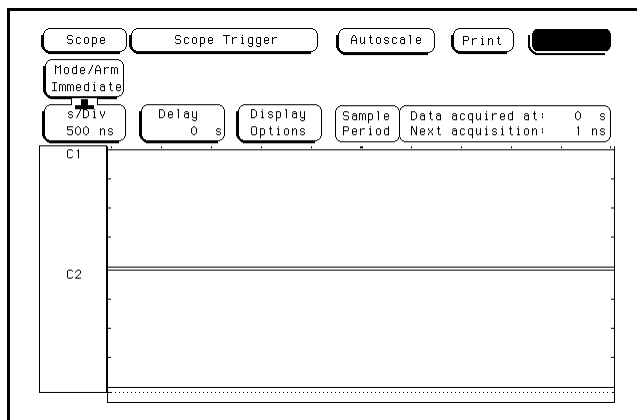 Scope Scope Trigger Autoscale Print
Mode/Arm
Immediate
s/Div
500 ns
Delay
0 s
Display
Options
Sample
Period
Data acquired at: 0 s
Next acquisition: 1 ns
C1
C2